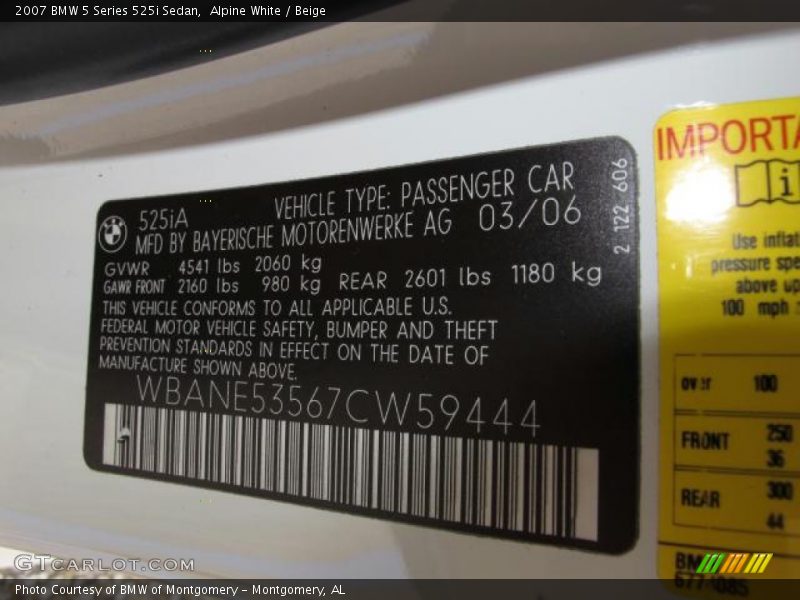 2007 BMW 5 Series 525i Sedan, Alpine White / Beige
525iA VEHICLE TYPE: PASSENGER CAR
MFD BY BAYERISCHE MOTORENWERKE AG 03/06
GVWR 4541 lbs 2060 kg
GAWR FRONT 2160 lbs 980 kg REAR 2601 lbs 1180 kg
THIS VEHICLE CONFORMS TO ALL APPLICABLE U.S.
FEDERAL MOTOR VEHICLE SAFETY, BUMPER AND THEFT
PREVENTION STANDARDS IN EFFECT ON THE DATE OF
MANUFACTURE SHOWN ABOVE.
WBANE53567CW59444
2 122 606
IMPORTA
i
Use inflat
pressure spe
above up
100 mph
over 100
FRONT 250
36
REAR 300
44
BM
6774085
GTCARLOT.COM
Photo Courtesy of BMW of Montgomery - Montgomery, AL